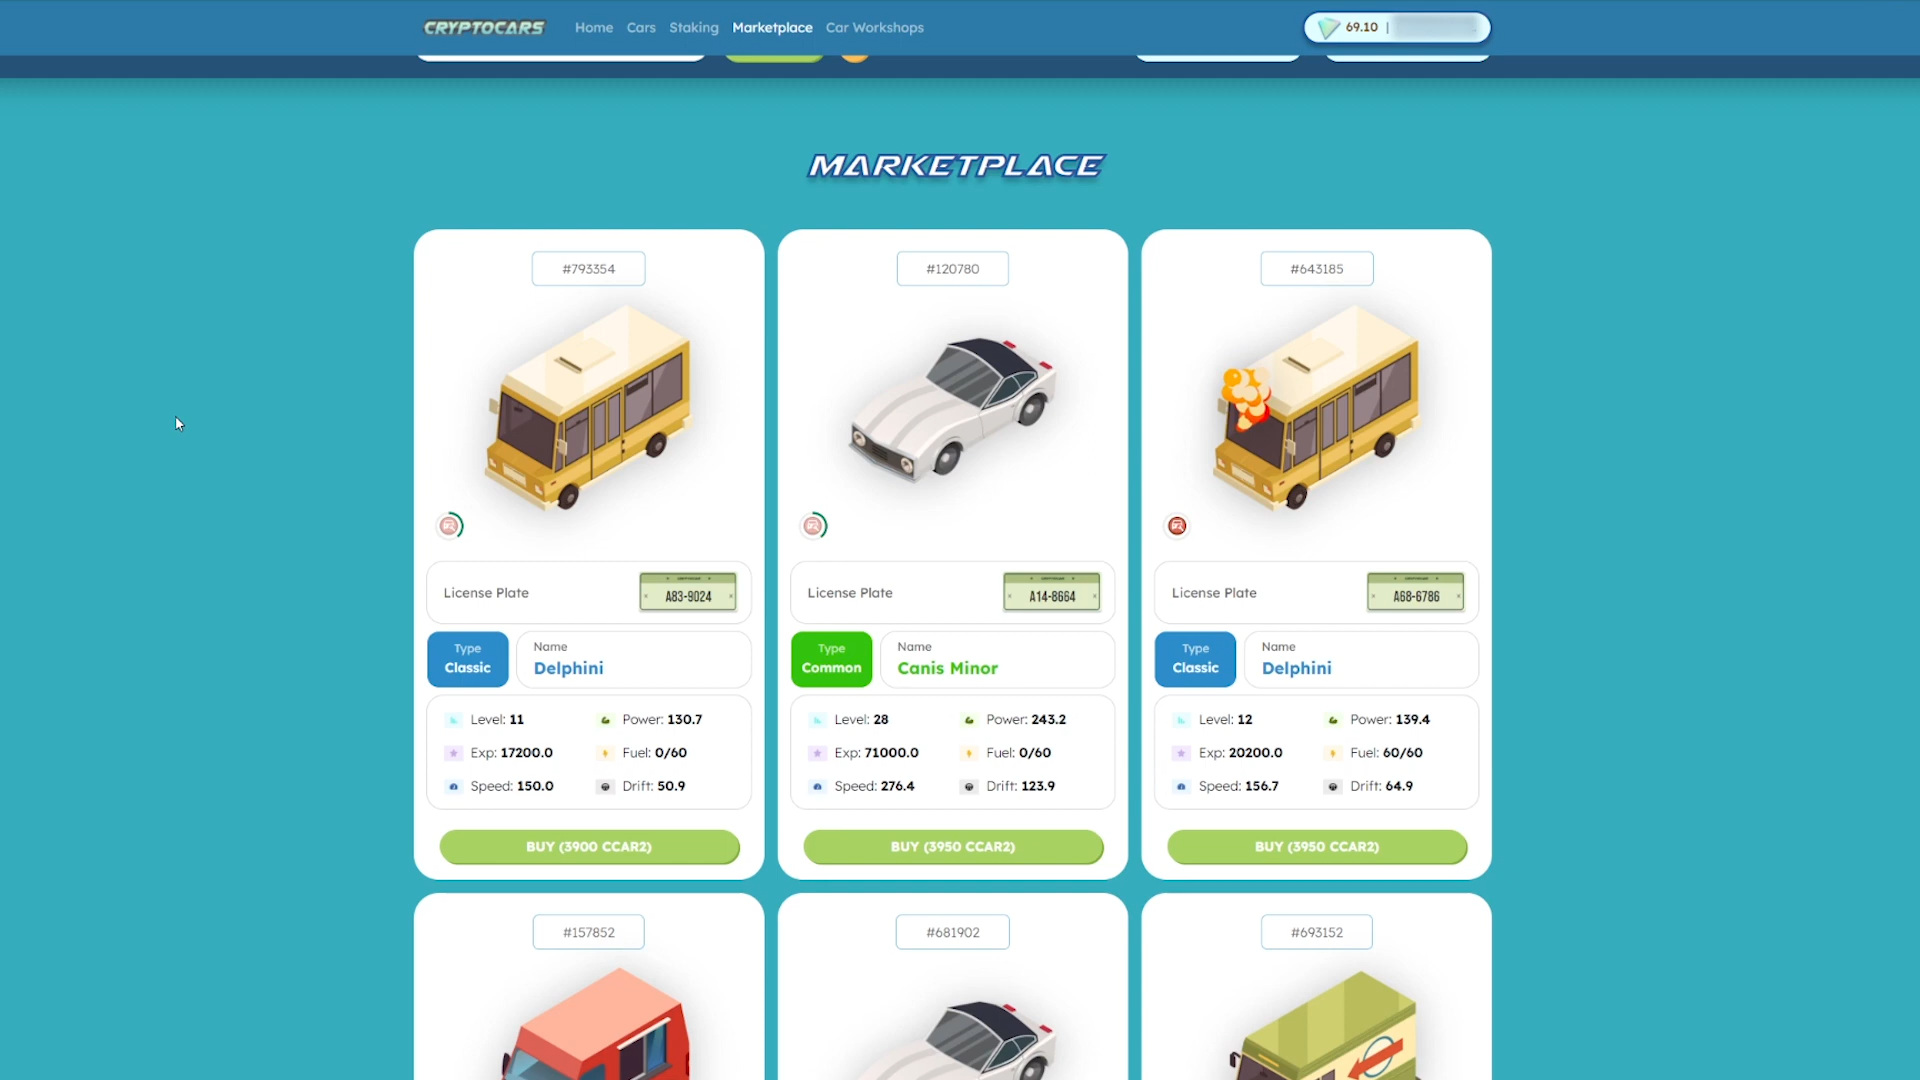 CRYPTOCARS Home Cars Staking Marketplace Car Workshops 69.10 |
MARKETPLACE
#793354
License Plate
A83-9024
Type
Classic
Name
Delphini
Level: 11
Power: 130.7
Exp: 17200.0
Fuel: 0/60
Speed: 150.0
Drift: 50.9
BUY (3900 CCAR2)
#120780
License Plate
A14-8664
Type
Common
Name
Canis Minor
Level: 28
Power: 243.2
Exp: 71000.0
Fuel: 0/60
Speed: 276.4
Drift: 123.9
BUY (3950 CCAR2)
#643185
License Plate
A68-6786
Type
Classic
Name
Delphini
Level: 12
Power: 139.4
Exp: 20200.0
Fuel: 60/60
Speed: 156.7
Drift: 64.9
BUY (3950 CCAR2)
#157852
#681902
#693152